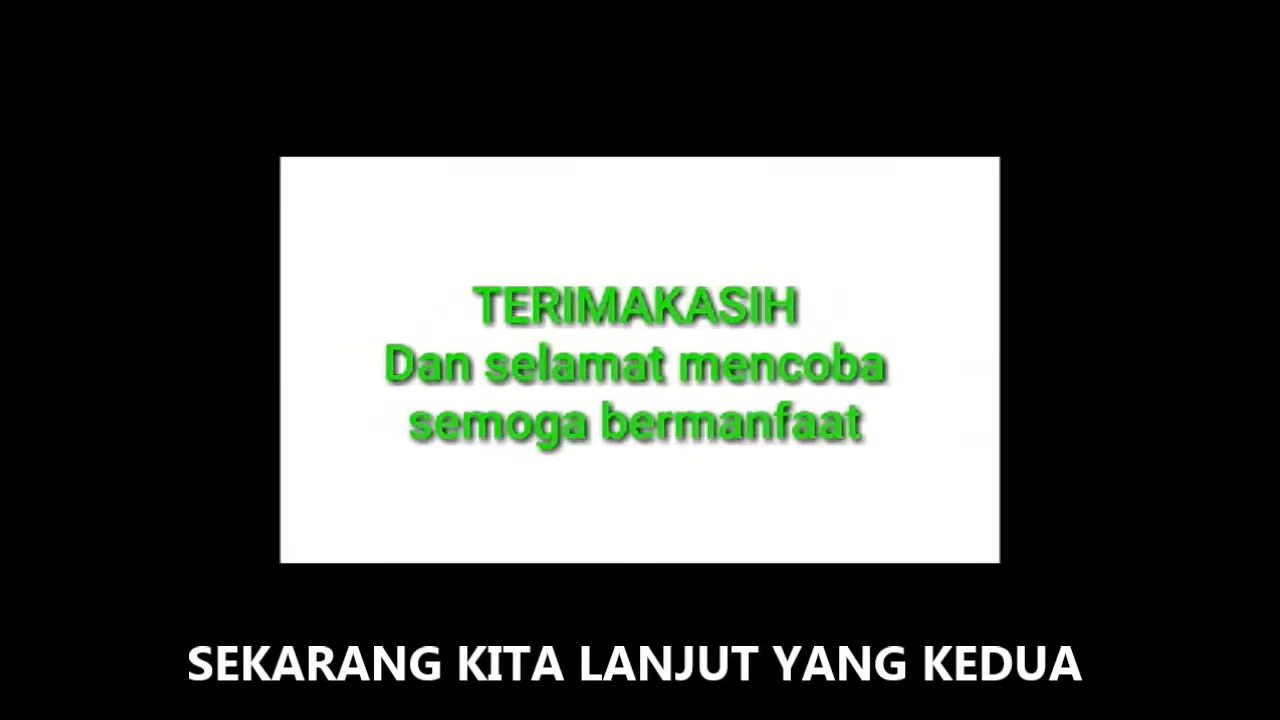 TERIMAKASIH
Dan selamat mencoba
semoga bermanfaat
SEKARANG KITA LANJUT YANG KEDUA